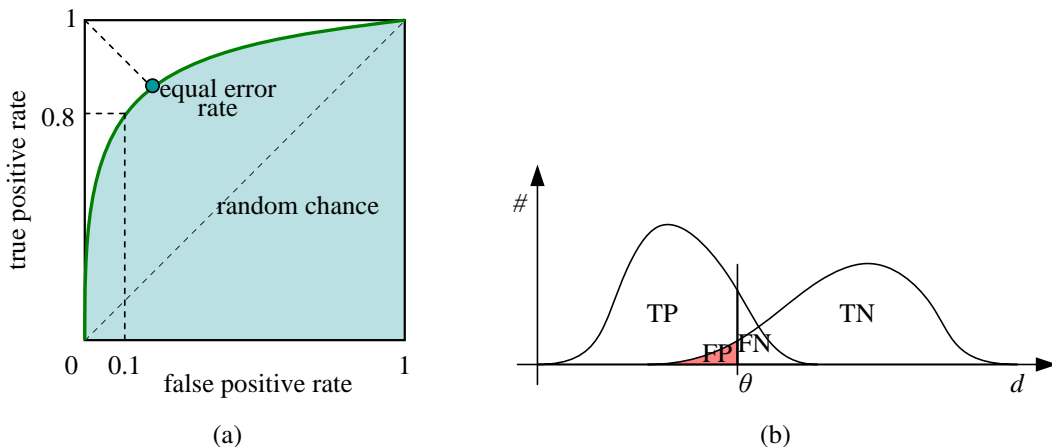 1
true positive rate
0.8
equal error
rate
random chance
0
0.1
1
false positive rate
(a)
#
TP
TN
FP
FN
θ
d
(b)